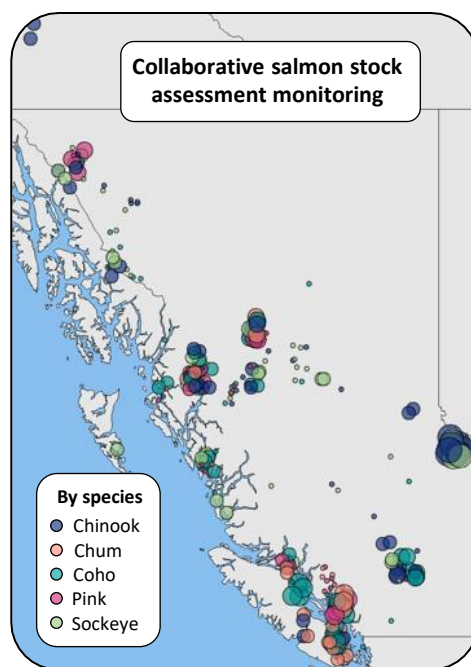 Collaborative salmon stock
assessment monitoring
By species
Chinook
Chum
Coho
Pink
Sockeye